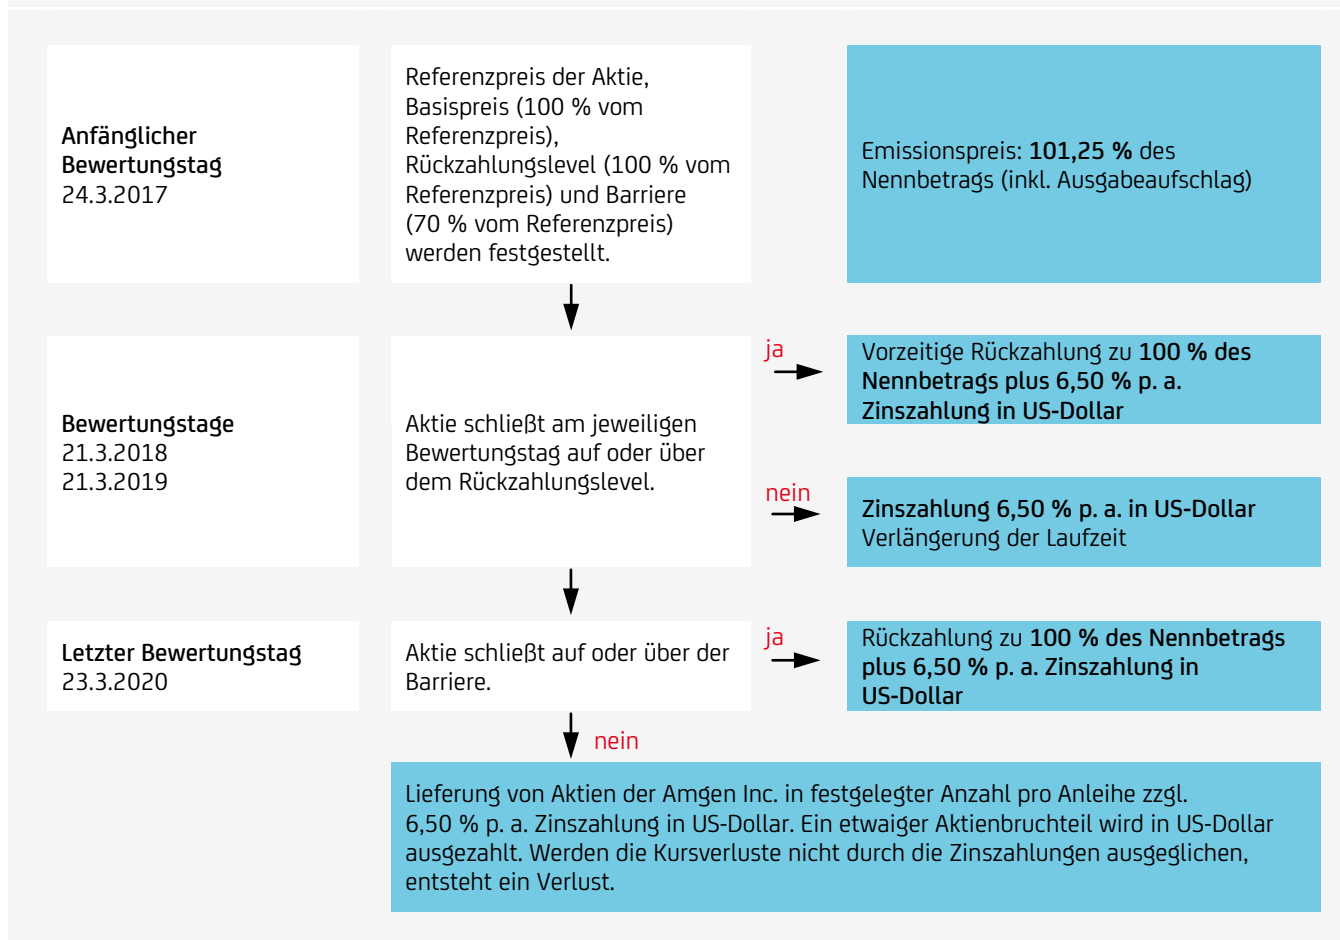 Anfänglicher
Bewertungstag
24.3.2017
Referenzpreis der Aktie,
Basispreis (100 % vom
Referenzpreis),
Rückzahlungslevel (100 % vom
Referenzpreis) und Barriere
(70 % vom Referenzpreis)
werden festgestellt.
Emissionspreis: 101,25 % des
Nennbetrags (inkl. Ausgabeaufschlag)
Bewertungstage
21.3.2018
21.3.2019
Aktie schließt am jeweiligen
Bewertungstag auf oder über
dem Rückzahlungslevel.
ja
Vorzeitige Rückzahlung zu 100 % des
Nennbetrags plus 6,50 % p. a.
Zinszahlung in US-Dollar
nein
Zinszahlung 6,50 % p. a. in US-Dollar
Verlängerung der Laufzeit
Letzter Bewertungstag
23.3.2020
Aktie schließt auf oder über der
Barriere.
ja
Rückzahlung zu 100 % des Nennbetrags
plus 6,50 % p. a. Zinszahlung in
US-Dollar
nein
Lieferung von Aktien der Amgen Inc. in festgelegter Anzahl pro Anleihe zzgl.
6,50 % p. a. Zinszahlung in US-Dollar. Ein etwaiger Aktienbruchteil wird in US-Dollar
ausgezahlt. Werden die Kursverluste nicht durch die Zinszahlungen ausgeglichen,
entsteht ein Verlust.